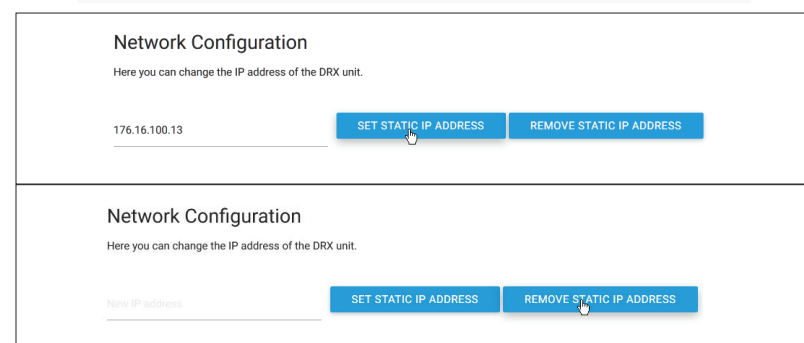 Network Configuration
Here you can change the IP address of the DRX unit.
176.16.100.13 SET STATIC IP ADDRESS REMOVE STATIC IP ADDRESS
Network Configuration
Here you can change the IP address of the DRX unit.
New IP address SET STATIC IP ADDRESS REMOVE STATIC IP ADDRESS